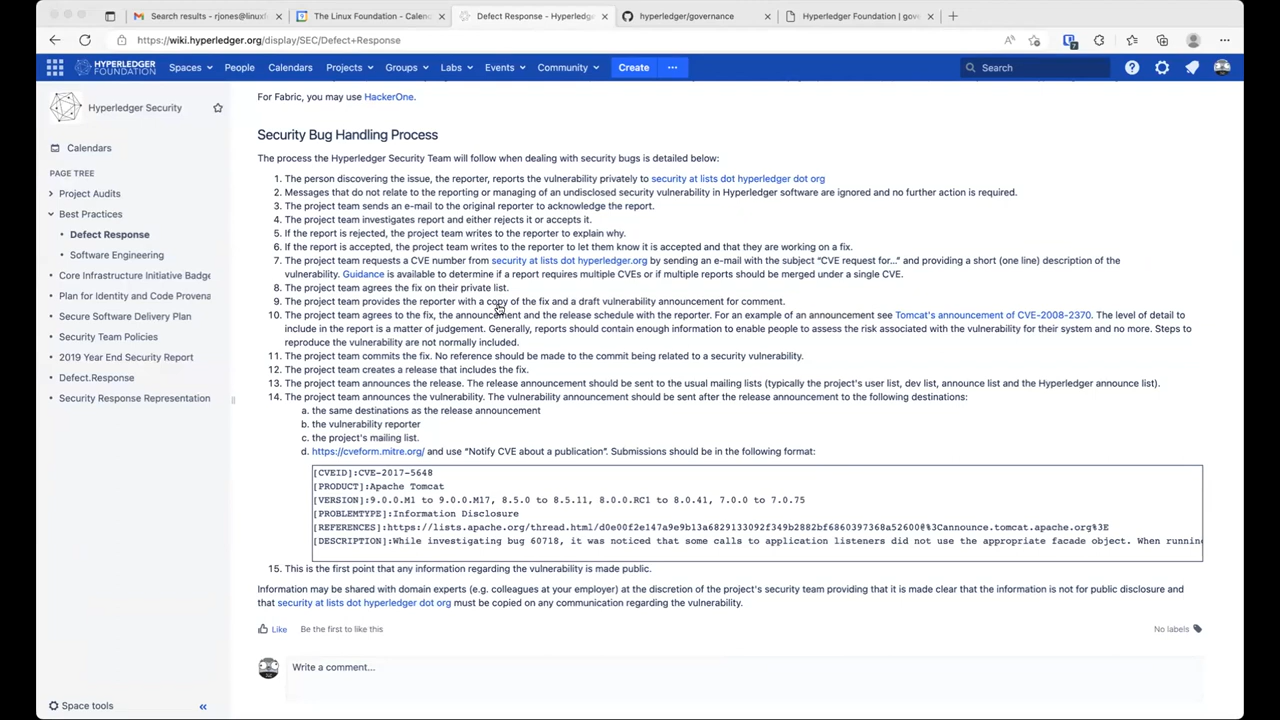 Search results - rjones@linuxf
The Linux Foundation - Calen
Defect Response - Hyperledg
hyperledger/governance
Hyperledger Foundation | gov
https://wiki.hyperledger.org/display/SEC/Defect+Response
HYPERLEDGER FOUNDATION
Spaces People Calendars Projects Groups Labs Events Community Create Search
Hyperledger Security
Calendars
PAGE TREE
Project Audits
Best Practices
Defect Response
Software Engineering
Core Infrastructure Initiative Badge
Plan for Identity and Code Provena
Secure Software Delivery Plan
Security Team Policies
2019 Year End Security Report
Defect.Response
Security Response Representation
Space tools
For Fabric, you may use HackerOne.
Security Bug Handling Process
The process the Hyperledger Security Team will follow when dealing with security bugs is detailed below:
1. The person discovering the issue, the reporter, reports the vulnerability privately to security at lists dot hyperledger dot org
2. Messages that do not relate to the reporting or managing of an undisclosed security vulnerability in Hyperledger software are ignored and no further action is required.
3. The project team sends an e-mail to the original reporter to acknowledge the report.
4. The project team investigates report and either rejects it or accepts it.
5. If the report is rejected, the project team writes to the reporter to explain why.
6. If the report is accepted, the project team writes to the reporter to let them know it is accepted and that they are working on a fix.
7. The project team requests a CVE number from security at lists dot hyperledger.org by sending an e-mail with the subject “CVE request for...” and providing a short (one line) description of the
vulnerability. Guidance is available to determine if a report requires multiple CVEs or if multiple reports should be merged under a single CVE.
8. The project team agrees the fix on their private list.
9. The project team provides the reporter with a copy of the fix and a draft vulnerability announcement for comment.
10. The project team agrees to the fix, the announcement and the release schedule with the reporter. For an example of an announcement see Tomcat's announcement of CVE-2008-2370. The level of detail to
include in the report is a matter of judgement. Generally, reports should contain enough information to enable people to assess the risk associated with the vulnerability for their system and no more. Steps to
reproduce the vulnerability are not normally included.
11. The project team commits the fix. No reference should be made to the commit being related to a security vulnerability.
12. The project team creates a release that includes the fix.
13. The project team announces the release. The release announcement should be sent to the usual mailing lists (typically the project's user list, dev list, announce list and the Hyperledger announce list).
14. The project team announces the vulnerability. The vulnerability announcement should be sent after the release announcement to the following destinations:
a. the same destinations as the release announcement
b. the vulnerability reporter
c. the project's mailing list.
d. https://cveform.mitre.org/ and use “Notify CVE about a publication”. Submissions should be in the following format:
[CVEID]:CVE-2017-5648
[PRODUCT]:Apache Tomcat
[VERSION]:9.0.0.M1 to 9.0.0.M17, 8.5.0 to 8.5.11, 8.0.0.RC1 to 8.0.41, 7.0.0 to 7.0.75
[PROBLEMTYPE]:Information Disclosure
[REFERENCES]:https://lists.apache.org/thread.html/d0e00f2e147a9e9b13a6829133092f349b2882bf6860397368a52600@%3Cannounce.tomcat.apache.org%3E
[DESCRIPTION]:While investigating bug 60718, it was noticed that some calls to application listeners did not use the appropriate facade object. When runnin
15. This is the first point that any information regarding the vulnerability is made public.
Information may be shared with domain experts (e.g. colleagues at your employer) at the discretion of the project's security team providing that it is made clear that the information is not for public disclosure and
that security at lists dot hyperledger dot org must be copied on any communication regarding the vulnerability.
Like Be the first to like this No labels
Write a comment...